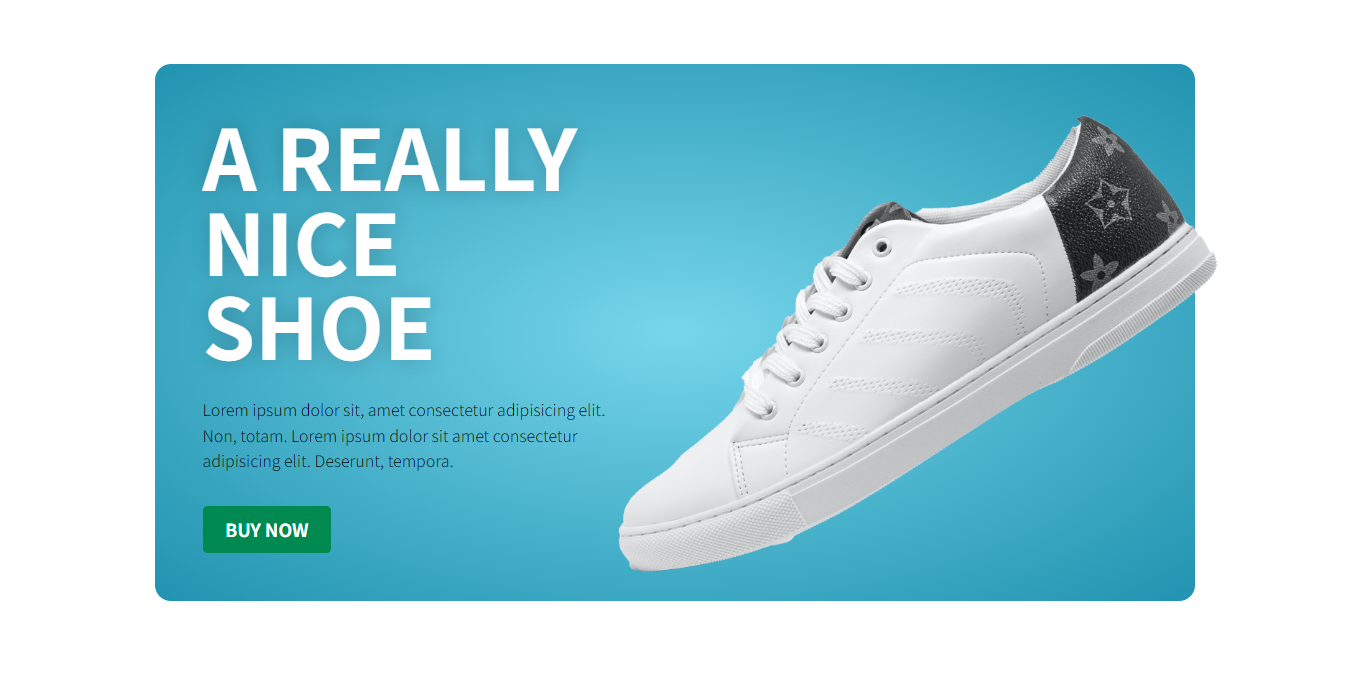 A REALLY
NICE
SHOE
Lorem ipsum dolor sit, amet consectetur adipisicing elit.
Non, totam. Lorem ipsum dolor sit amet consectetur
adipisicing elit. Deserunt, tempora.
BUY NOW